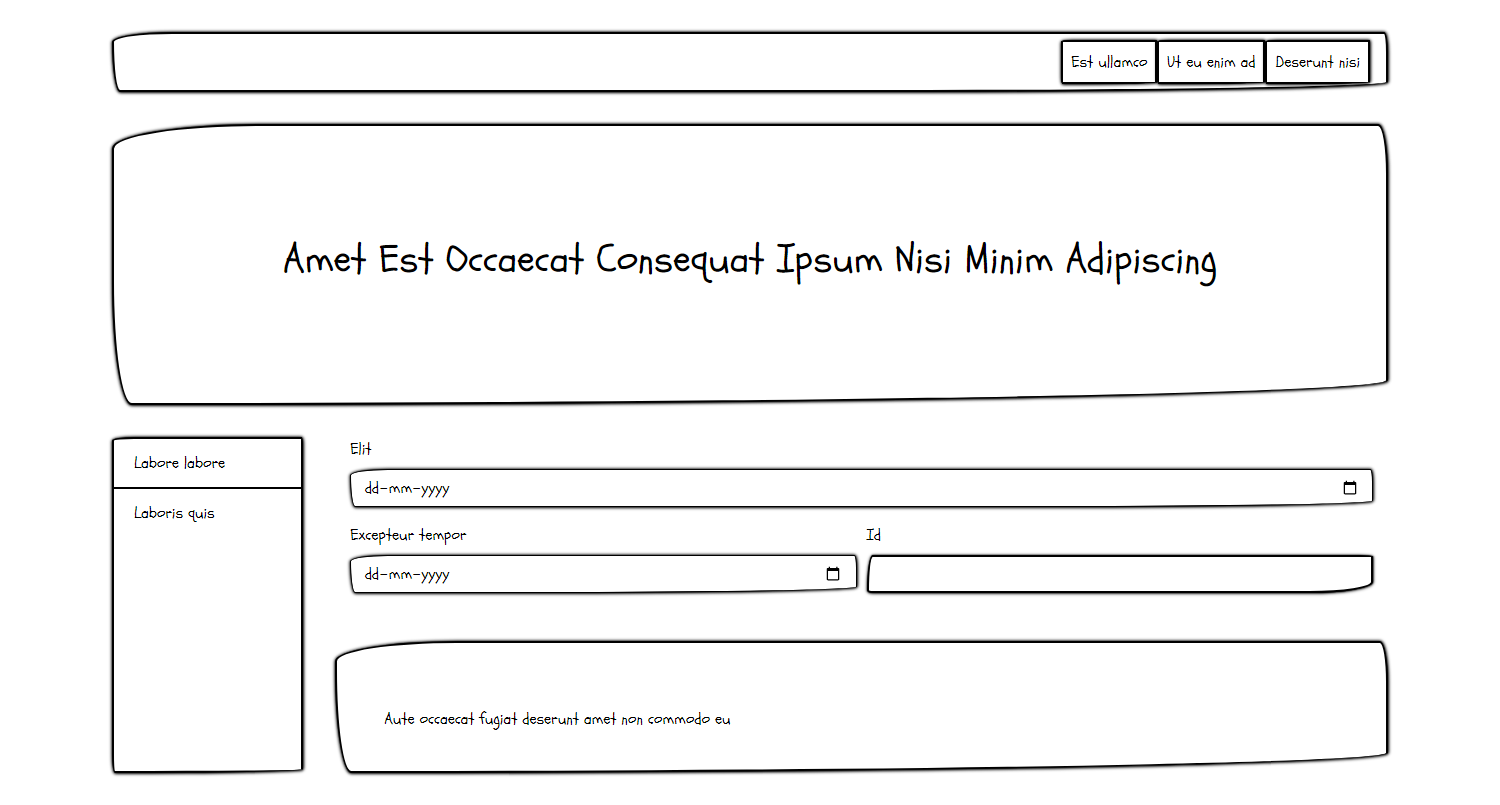 Est ullamco
Ut eu enim ad
Deserunt nisi
Amet Est Occaecat Consequat Ipsum Nisi Minim Adipiscing
Labore labore
Laboris quis
Elit
dd-mm-yyyy
Excepteur tempor
Id
dd-mm-yyyy
Aute occaecat fugiat deserunt amet non commodo eu